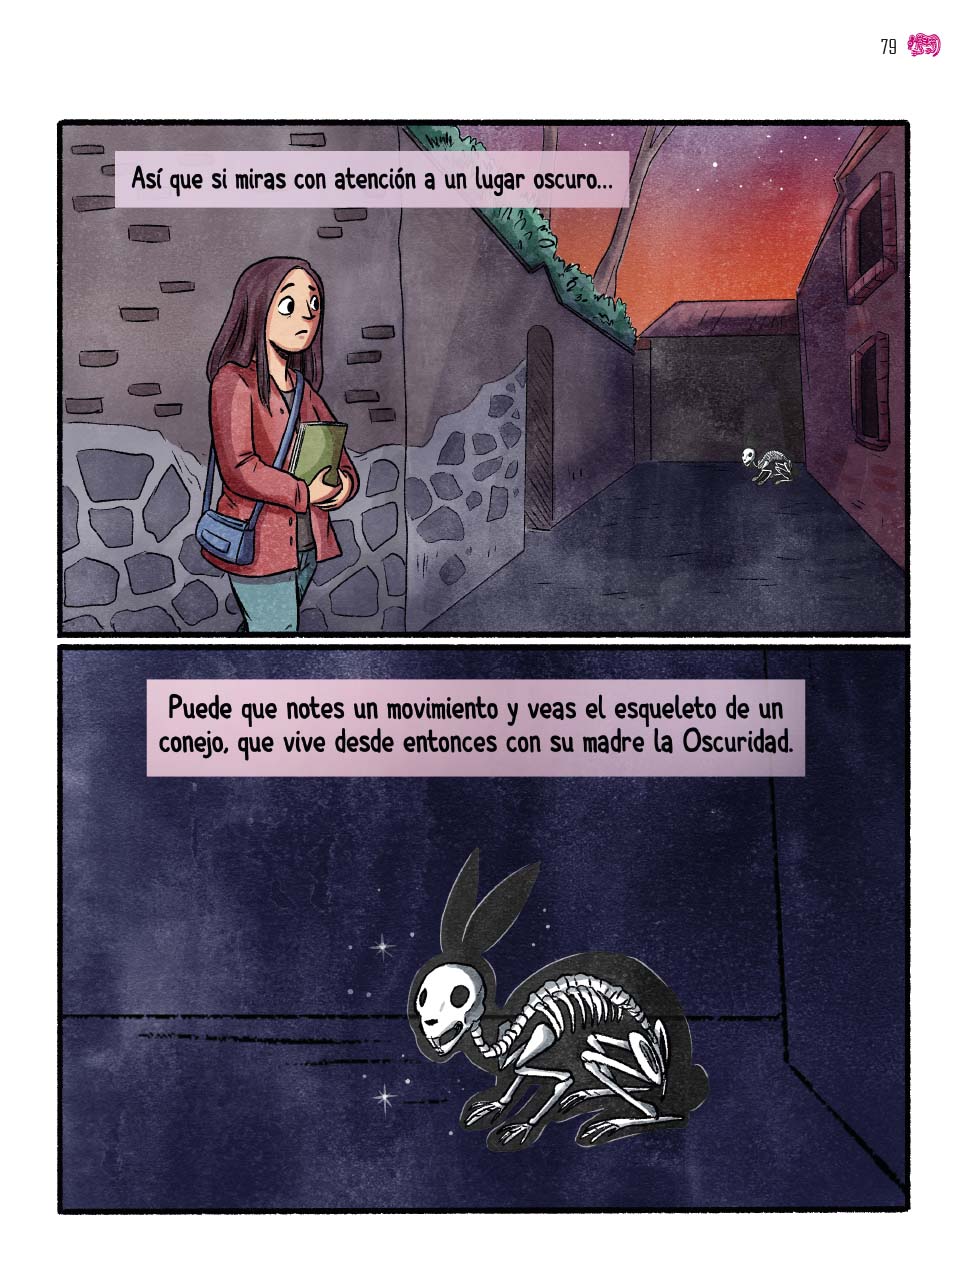 79
Así que si miras con atención a un lugar oscuro...
Puede que notes un movimiento y veas el esqueleto de un
conejo, que vive desde entonces con su madre la Oscuridad.